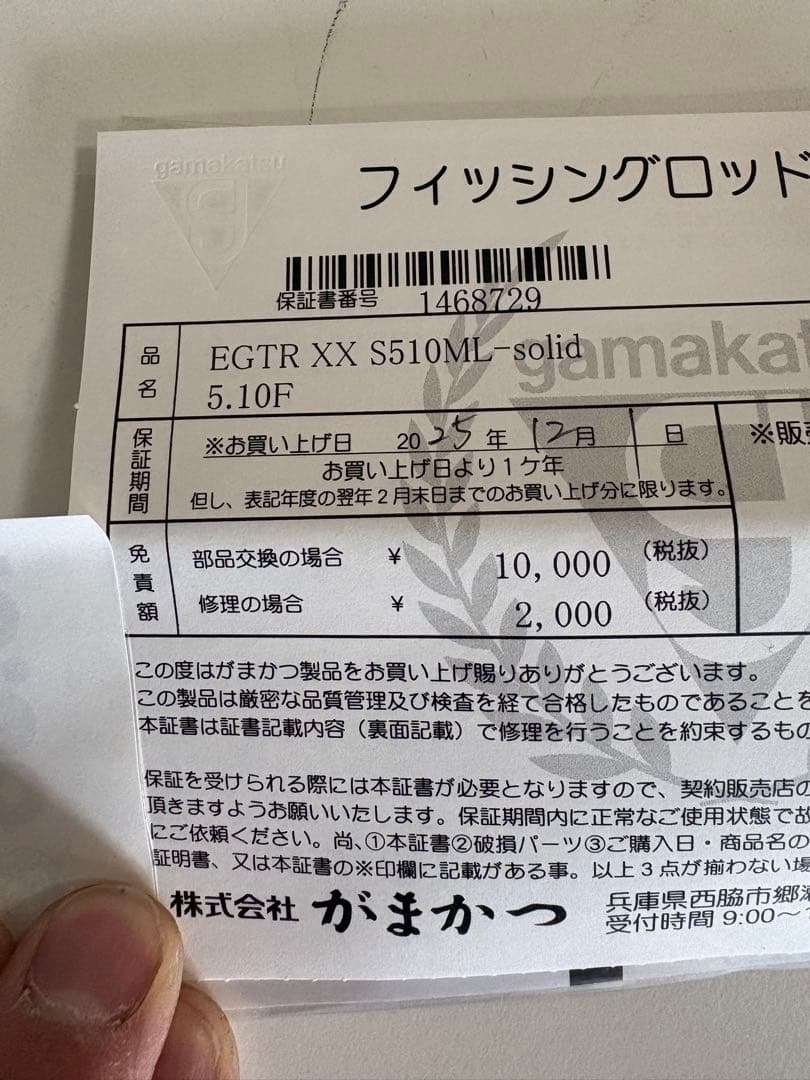 gamakatsu
フィッシングロッド
保証書番号 1468729
gamakats
品名 EGTR XX S510ML-solid
5.10F
保証期間 ※お買い上げ日 2025年 12月 1日 ※販売
お買い上げ日より1ケ年
但し、表記年度の翌年2月末日までのお買い上げ分に限ります。
免責額 部品交換の場合 ¥ 10,000 (税抜)
修理の場合 ¥ 2,000 (税抜)
この度はがまかつ製品をお買い上げ賜りありがとうございます。
この製品は厳密な品質管理及び検査を経て合格したものであることを
本証書は証書記載内容（裏面記載）で修理を行うことを約束するもの
保証を受けられる際には本証書が必要となりますので、契約販売店の
頂きますようお願いいたします。保証期間内に正常なご使用状態で故
にご依頼ください。尚、①本証書②破損パーツ③ご購入日・商品名の
証明書、又は本証書の※印欄に記載がある事。以上3点が揃わない場
株式会社 がまかつ 兵庫県西脇市郷瀬
受付時間 9:00〜